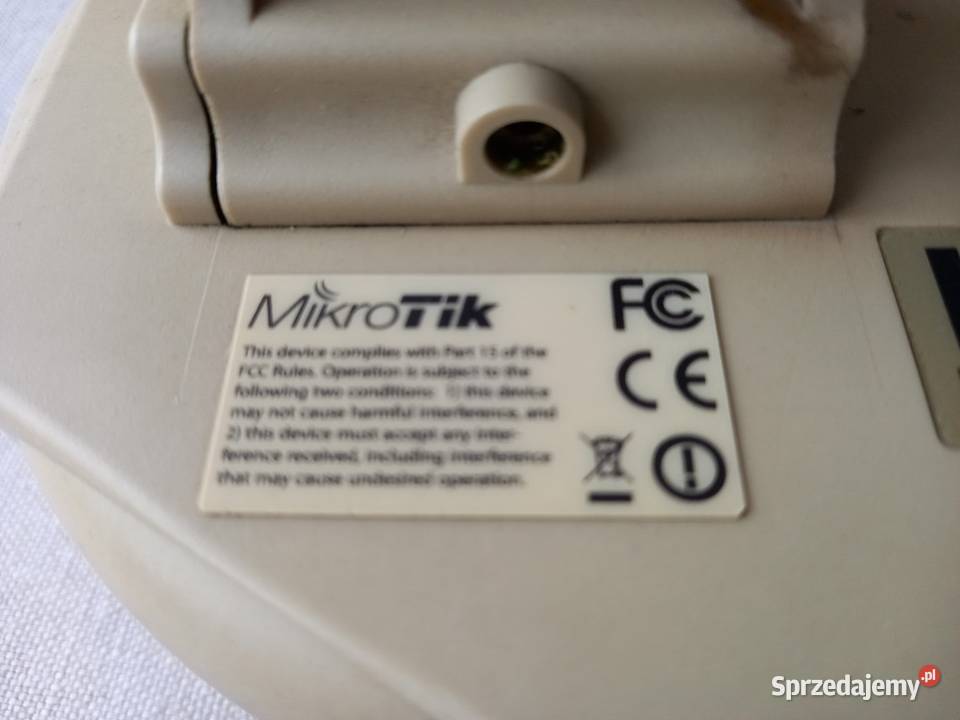 MikroTik
FC
CE
This device complies with Part 15 of the
FCC Rules. Operation is subject to the
following two conditions: 1) this device
may not cause harmful interference, and
2) this device must accept any inter-
ference received, including interference
that may cause undesired operation.
Sprzedajemy.pl